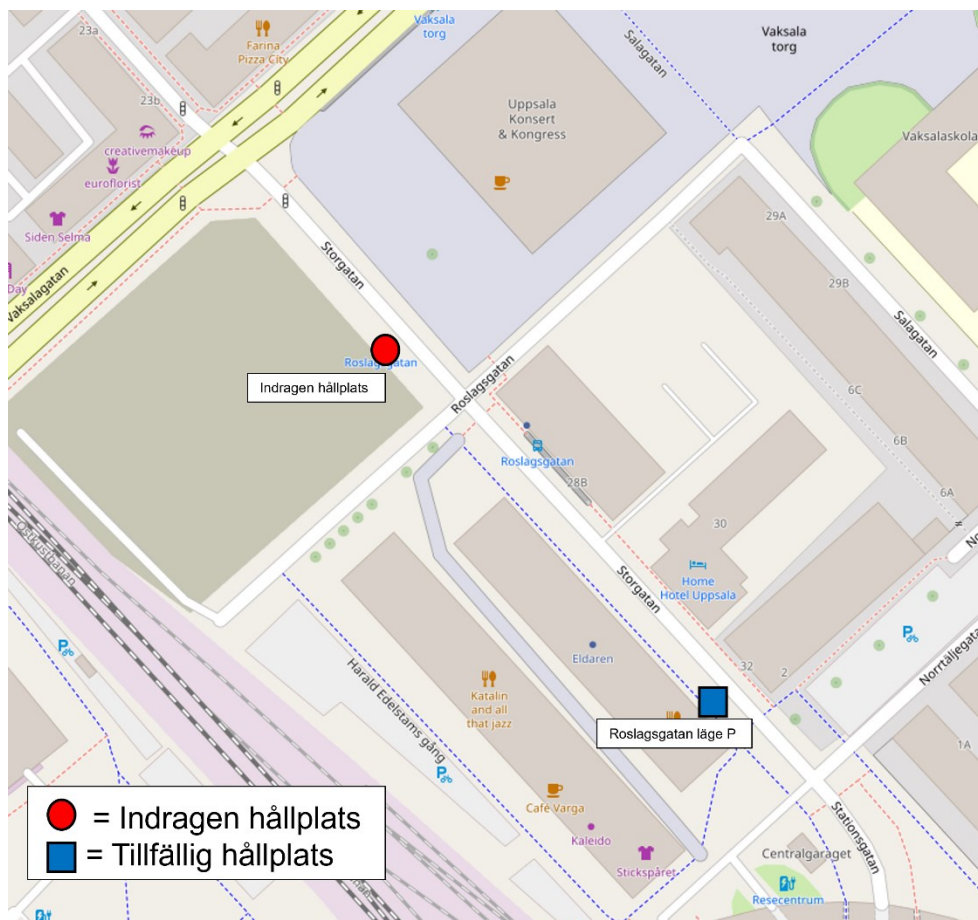 23a
Farina
Pizza City
Vaksala
torg
Salagatan
Vaksala
torg
23b
creativemakeup
euroflorist
Siden Selma
Day
Vaksalagatan
Uppsala
Konsert
& Kongress
Vaksalaskola
29A
29B
Salagatan
Storgatan
Roslagsgatan
Indragen hållplats
Roslagsgatan
Roslagsgatan
28B
6C
6B
6A
30
Home
Hotel Uppsala
Storgatan
Ostkustbanan
Harald Edelstams gång
Katalin
and all
that jazz
Eldaren
32
2
Norrtäljegata
1A
Roslagsgatan läge P
Café Varga
Kaleido
Stickspåret
Stationsgatan
Centralgaraget
Resecentrum
= Indragen hållplats
= Tillfällig hållplats